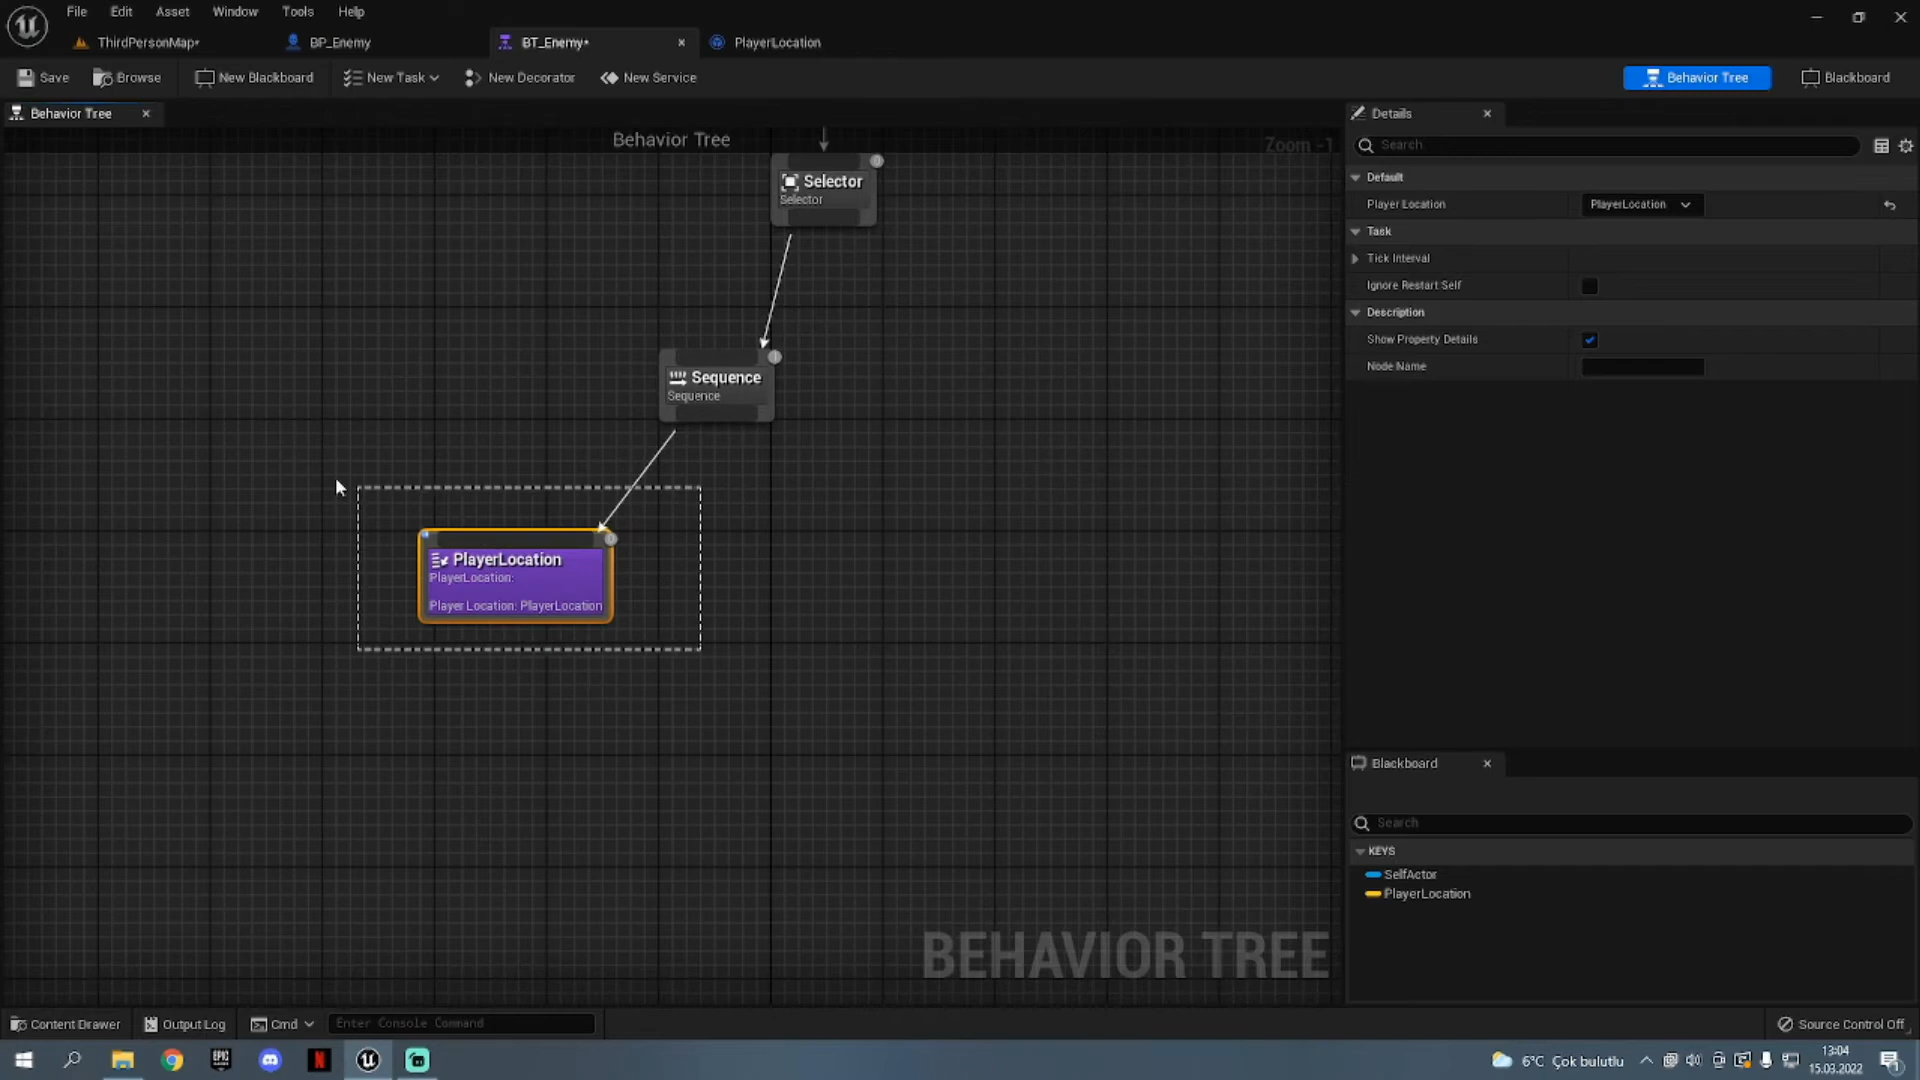 File Edit Asset Window Tools Help
ThirdPersonMap* BP_Enemy BT_Enemy* PlayerLocation
Save Browse New Blackboard New Task New Decorator New Service Behavior Tree Blackboard
Behavior Tree
Behavior Tree
Zoom -1
Selector
Selector
Sequence
Sequence
PlayerLocation
PlayerLocation:
Player Location: PlayerLocation
BEHAVIOR TREE
Details
Search
Default
Player Location PlayerLocation
Task
Tick Interval
Ignore Restart Self
Description
Show Property Details
Node Name
Blackboard
Search
KEYS
SelfActor
PlayerLocation
Content Drawer Output Log Cmd Enter Console Command Source Control Off
EPIC
6°C Çok bulutlu
13:04
15.03.2022
1